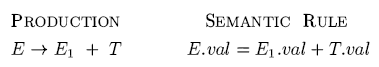 PRODUCTION SEMANTIC RULE
E → E₁ + T E.val = E₁.val + T.val